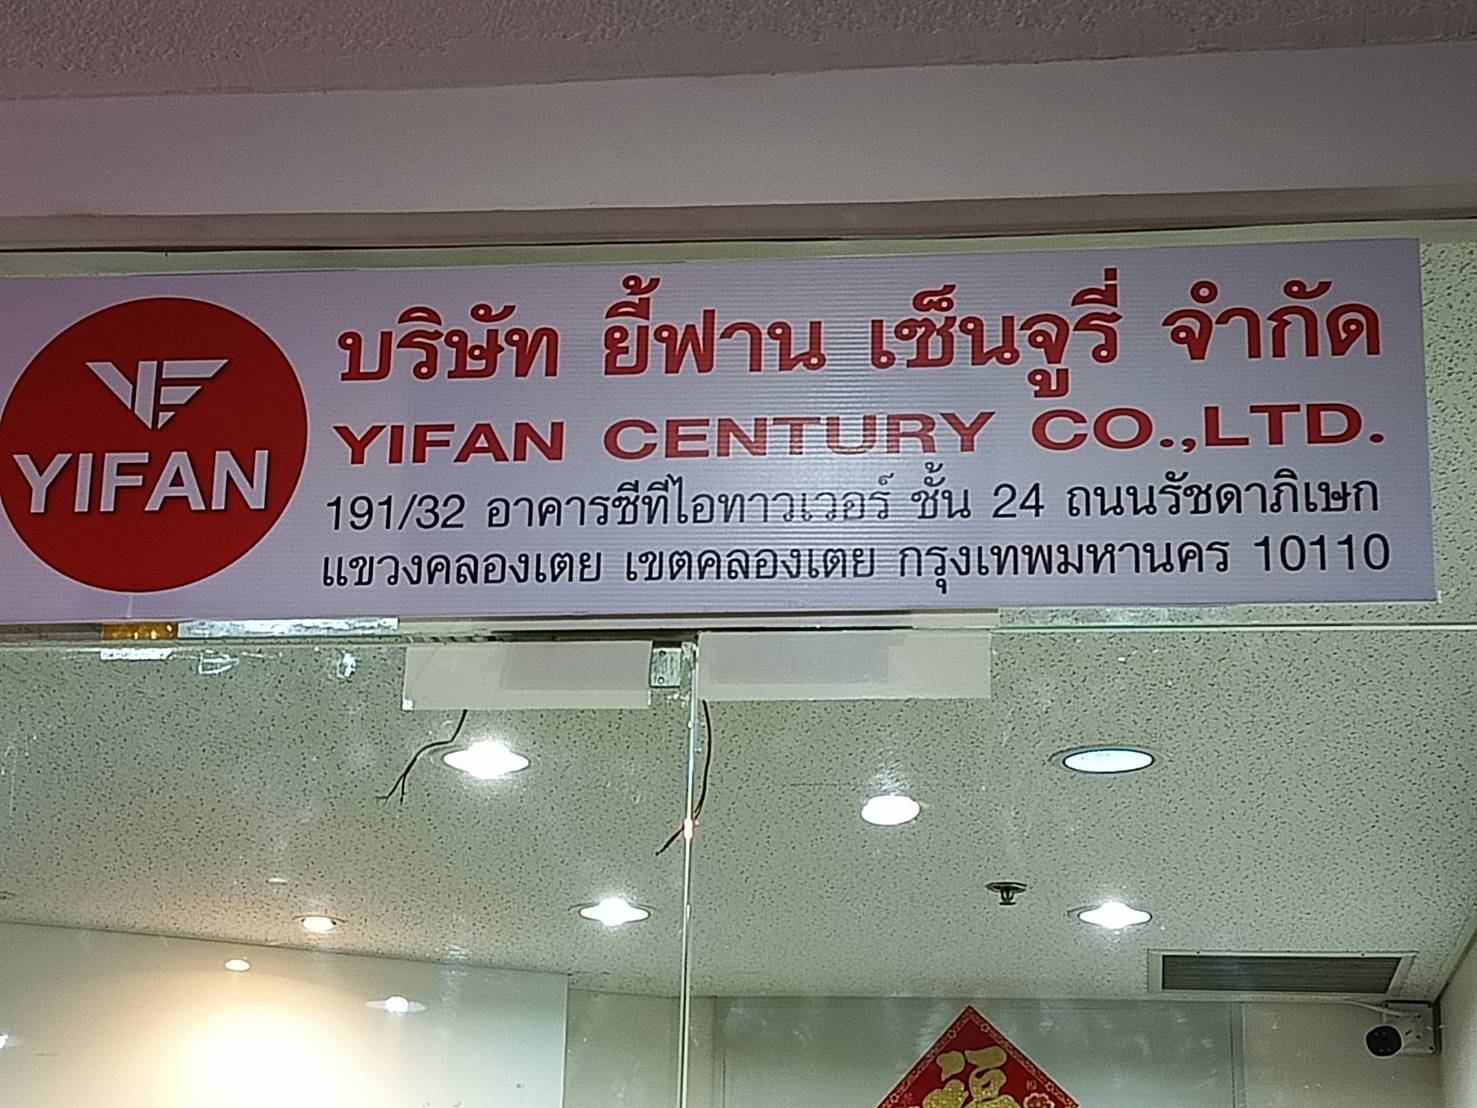 YIFAN
บริษัท ยี้ฟาน เซ็นจูรี่ จำกัด
YIFAN CENTURY CO.,LTD.
191/32 อาคารซีทีไอทาวเวอร์ ชั้น 24 ถนนรัชดาภิเษก
แขวงคลองเตย เขตคลองเตย กรุงเทพมหานคร 10110
福